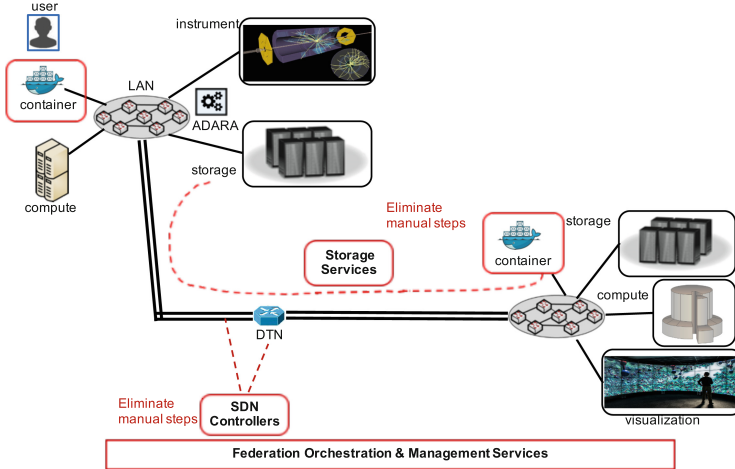 user
instrument
LAN
container
ADARA
storage
compute
Eliminate
manual steps
storage
container
Storage
Services
compute
DTN
Eliminate
manual steps
SDN
Controllers
visualization
Federation Orchestration & Management Services